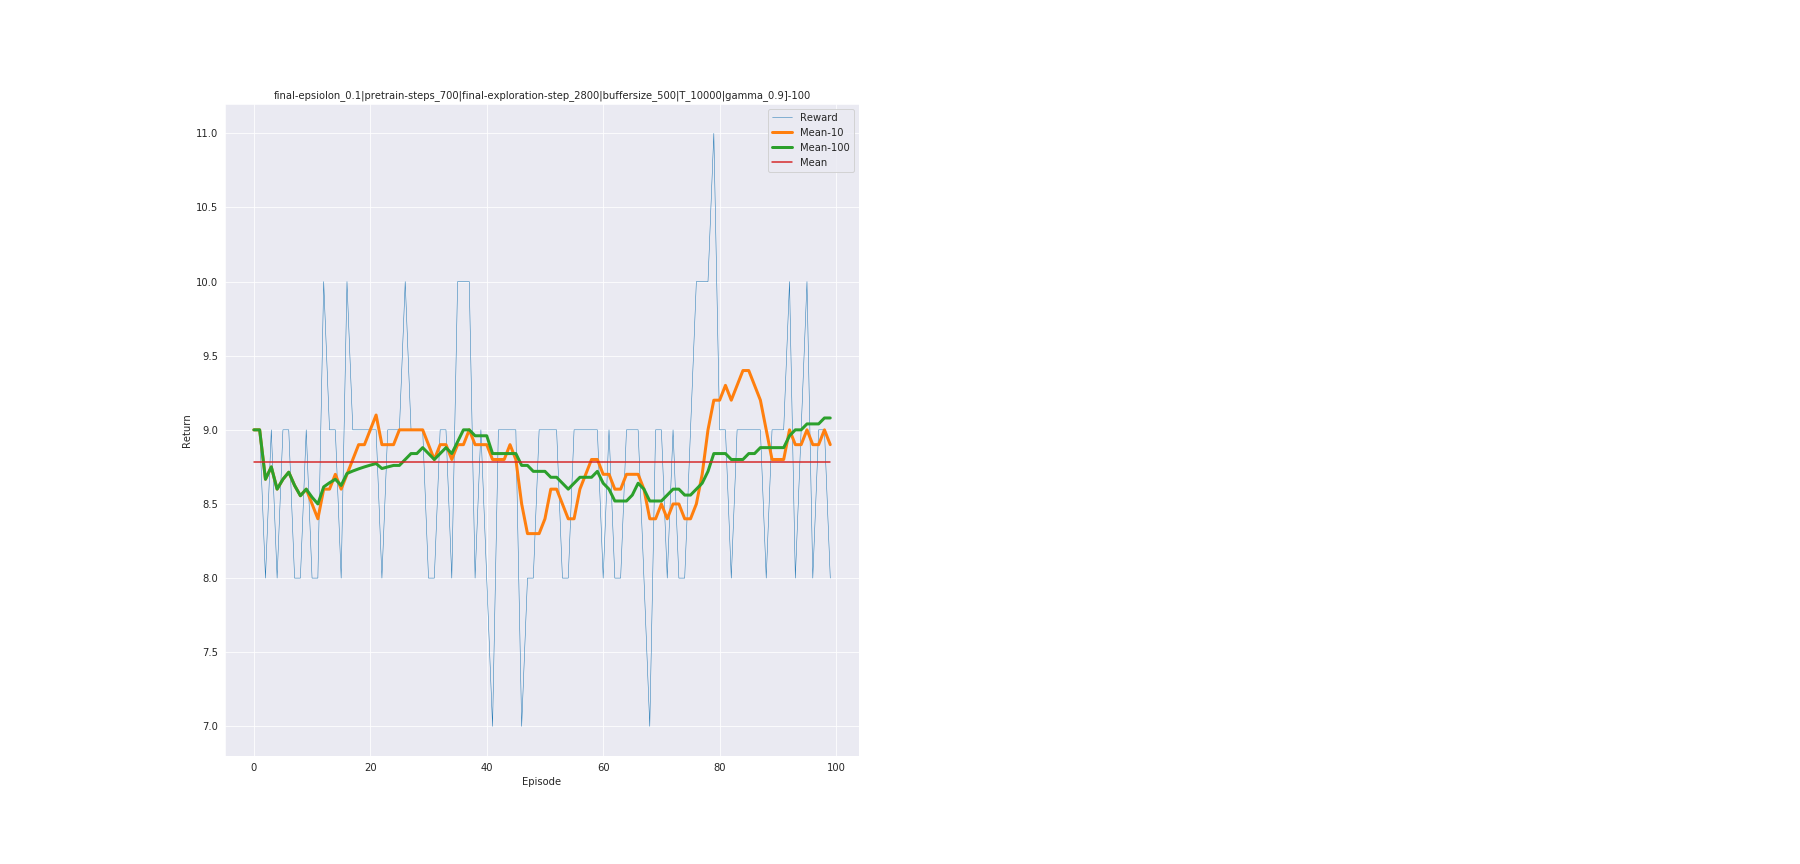 final-epsiolon_0.1|pretrain-steps_700|final-exploration-step_2800|buffersize_500|T_10000|gamma_0.9]-100
Reward
Mean-10
Mean-100
Mean
Return
11.0
10.5
10.0
9.5
9.0
8.5
8.0
7.5
7.0
0 20 40 60 80 100
Episode